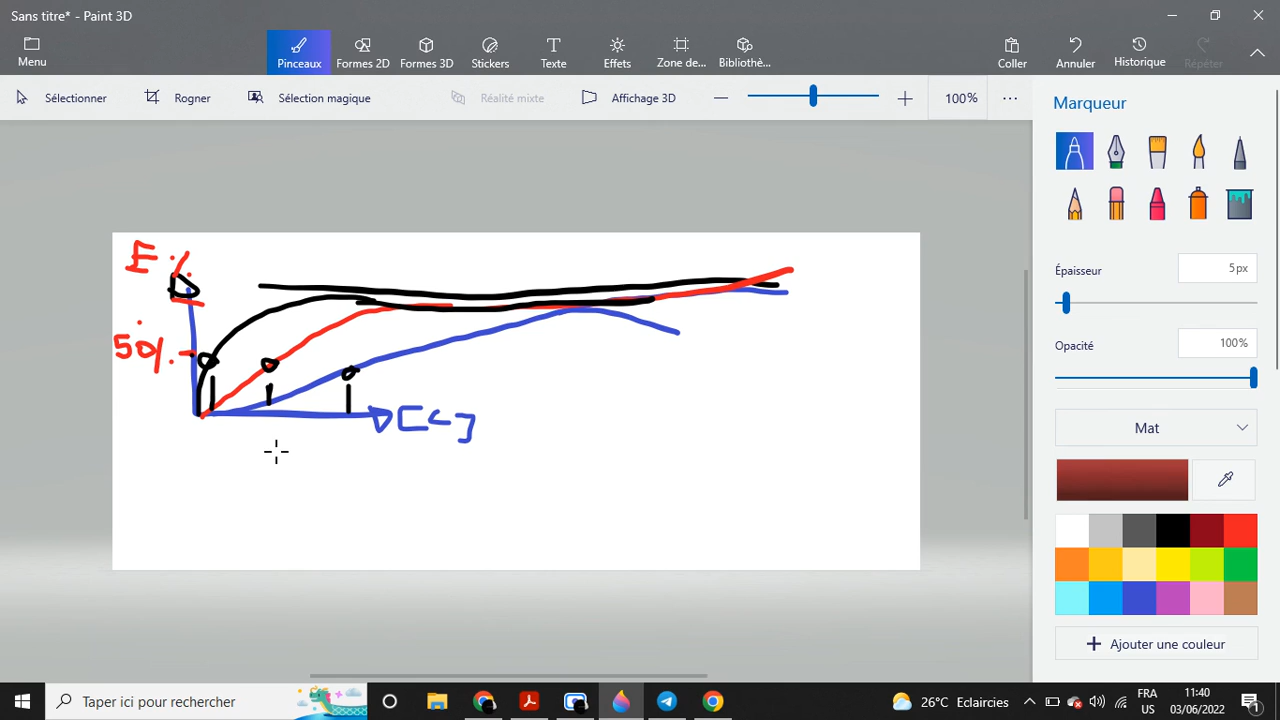 Sans titre* - Paint 3D
Menu
Pinceaux
Formes 2D
Formes 3D
Stickers
Texte
Effets
Zone de...
Bibliothè...
Coller
Annuler
Historique
Répéter
Sélectionner
Rogner
Sélection magique
Réalité mixte
Affichage 3D
100%
Marqueur
Épaisseur
5px
Opacité
100%
Mat
Ajouter une couleur
E %
50%
[C]
Taper ici pour rechercher
26°C Eclaircies
FRA
US
11:40
03/06/2022
1